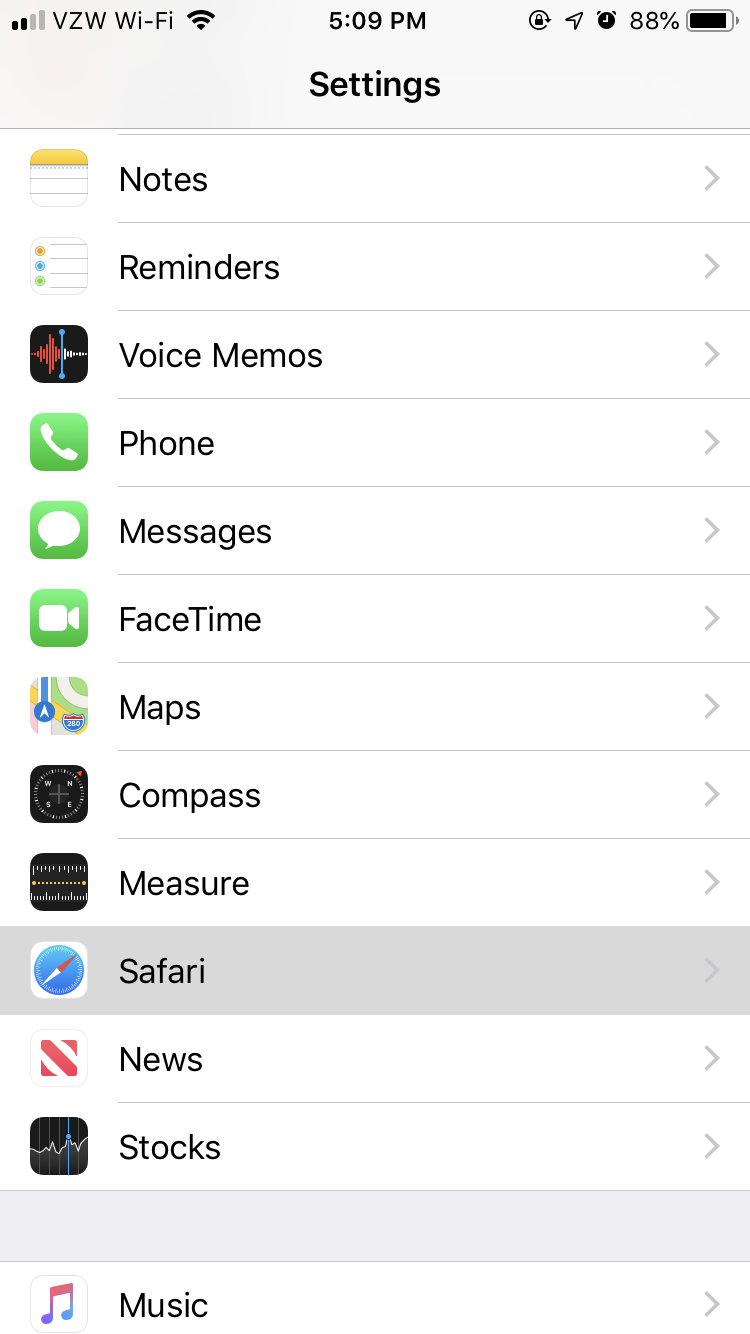 VZW Wi-Fi 5:09 PM 88%
Settings
Notes
Reminders
Voice Memos
Phone
Messages
FaceTime
280
Maps
W N
S E
Compass
Measure
Safari
News
Stocks
Music